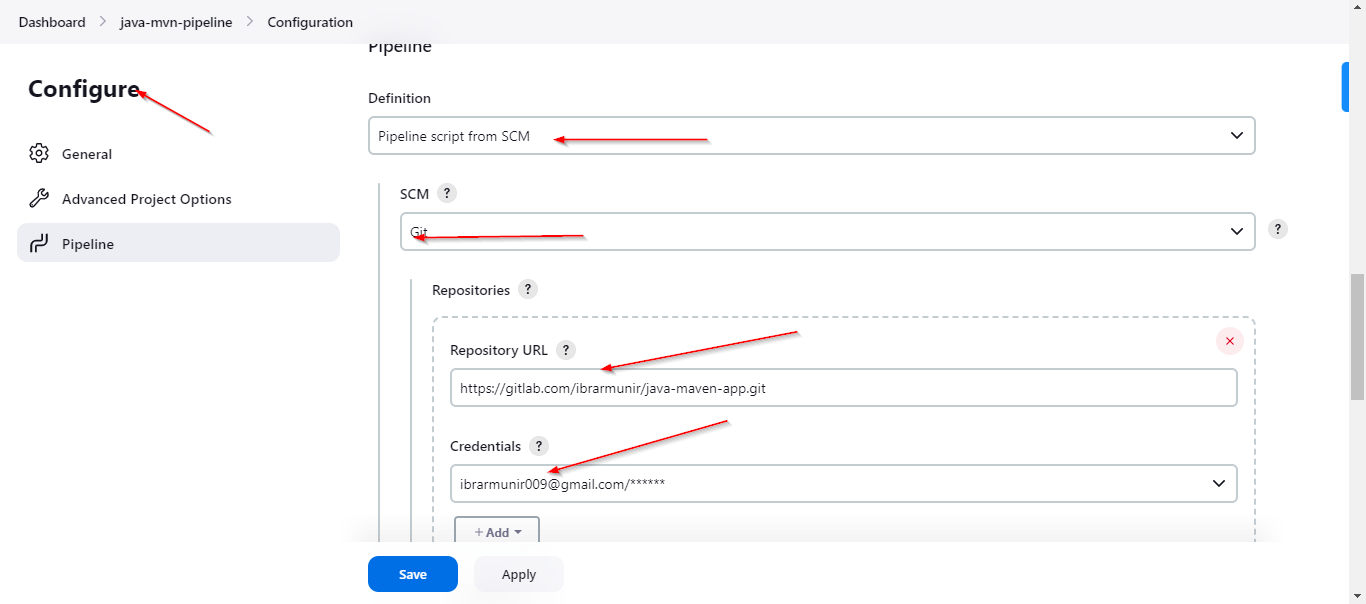 Dashboard > java-mvn-pipeline > Configuration
Configure
General
Advanced Project Options
Pipeline
Pipeline
Definition
Pipeline script from SCM
SCM ?
Git
?
Repositories ?
Repository URL ?
https://gitlab.com/ibrarmunir/java-maven-app.git
Credentials ?
ibrarmunir009@gmail.com/******
+ Add
Save
Apply